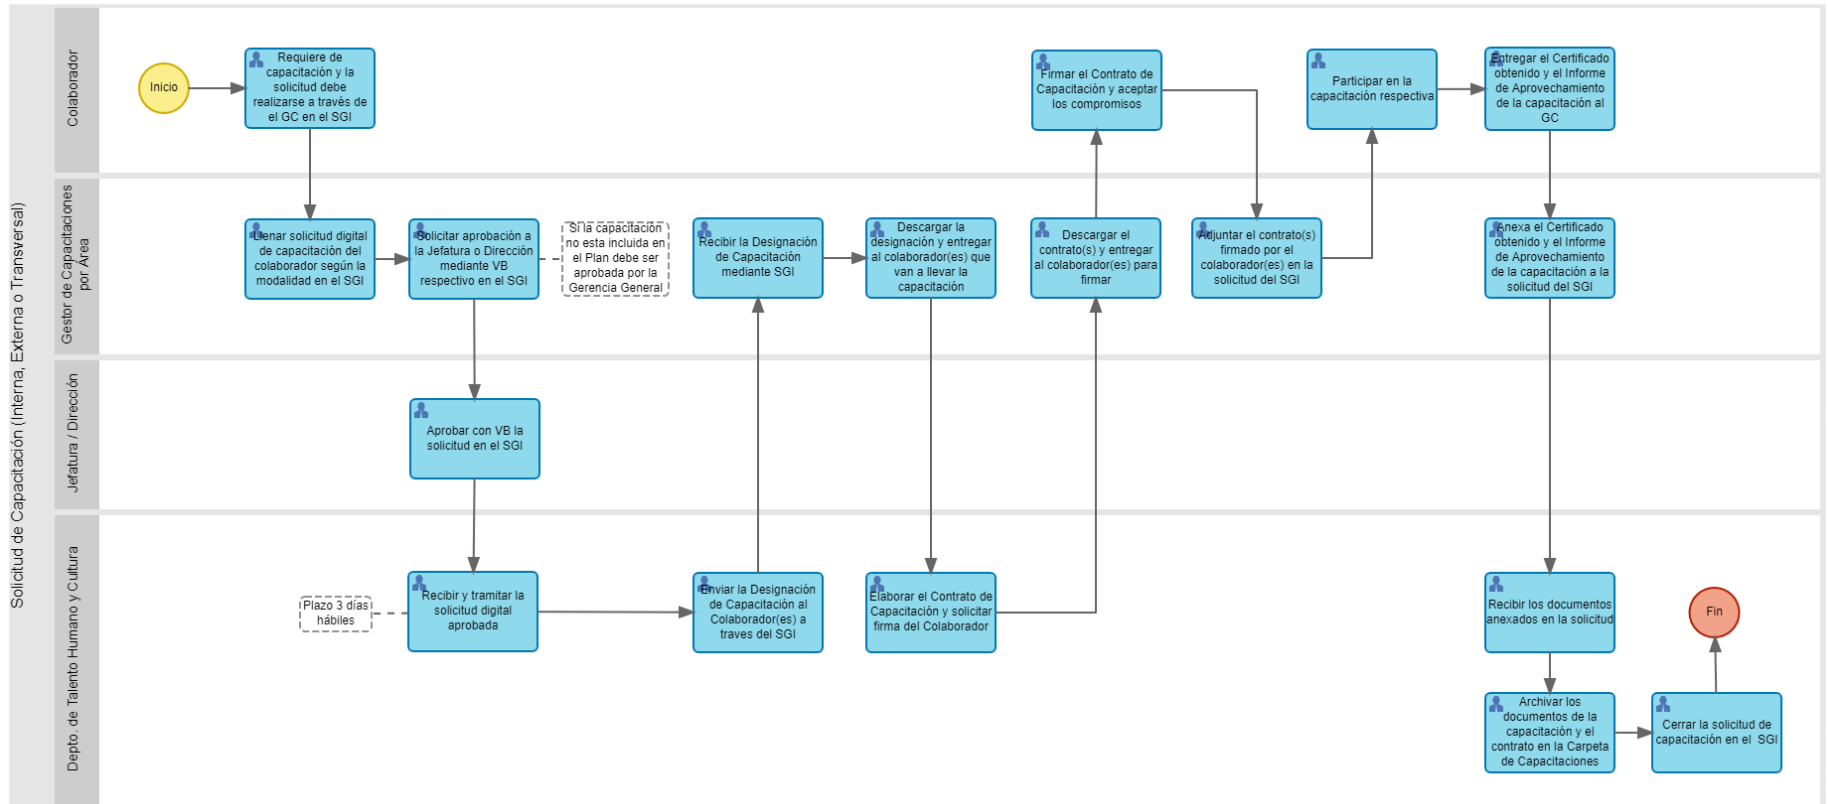 Solicitud de Capacitación (Interna, Externa o Transversal)
Colaborador
Inicio
Requiere de
capacitación y la
solicitud debe
realizarse a través de
el GC en el SGI
Firmar el Contrato de
Capacitación y aceptar
los compromisos
Participar en la
capacitación respectiva
Entregar el Certificado
obtenido y el Informe
de Aprovechamiento
de la capacitación al
GC
Gestor de Capacitaciones
por Área
Llenar solicitud digital
de capacitación del
colaborador según la
modalidad en el SGI
Solicitar aprobación a
la Jefatura o Dirección
mediante VB
respectivo en el SGI
Si la capacitación
no esta incluida en
el Plan debe ser
aprobada por la
Gerencia General
Recibir la Designación
de Capacitación
mediante SGI
Descargar la
designación y entregar
al colaborador(es) que
van a llevar la
capacitación
Descargar el
contrato(s) y entregar
al colaborador(es) para
firmar
Adjuntar el contrato(s)
firmado por el
colaborador(es) en la
solicitud del SGI
Anexa el Certificado
obtenido y el Informe
de Aprovechamiento
de la capacitación a la
solicitud del SGI
Jefatura / Dirección
Aprobar con VB la
solicitud en el SGI
Depto. de Talento Humano y Cultura
Plazo 3 días
hábiles
Recibir y tramitar la
solicitud digital
aprobada
Enviar la Designación
de Capacitación al
Colaborador(es) a
traves del SGI
Elaborar el Contrato de
Capacitación y solicitar
firma del Colaborador
Recibir los documentos
anexados en la solicitud
Archivar los
documentos de la
capacitación y el
contrato en la Carpeta
de Capacitaciones
Cerrar la solicitud de
capacitación en el SGI
Fin